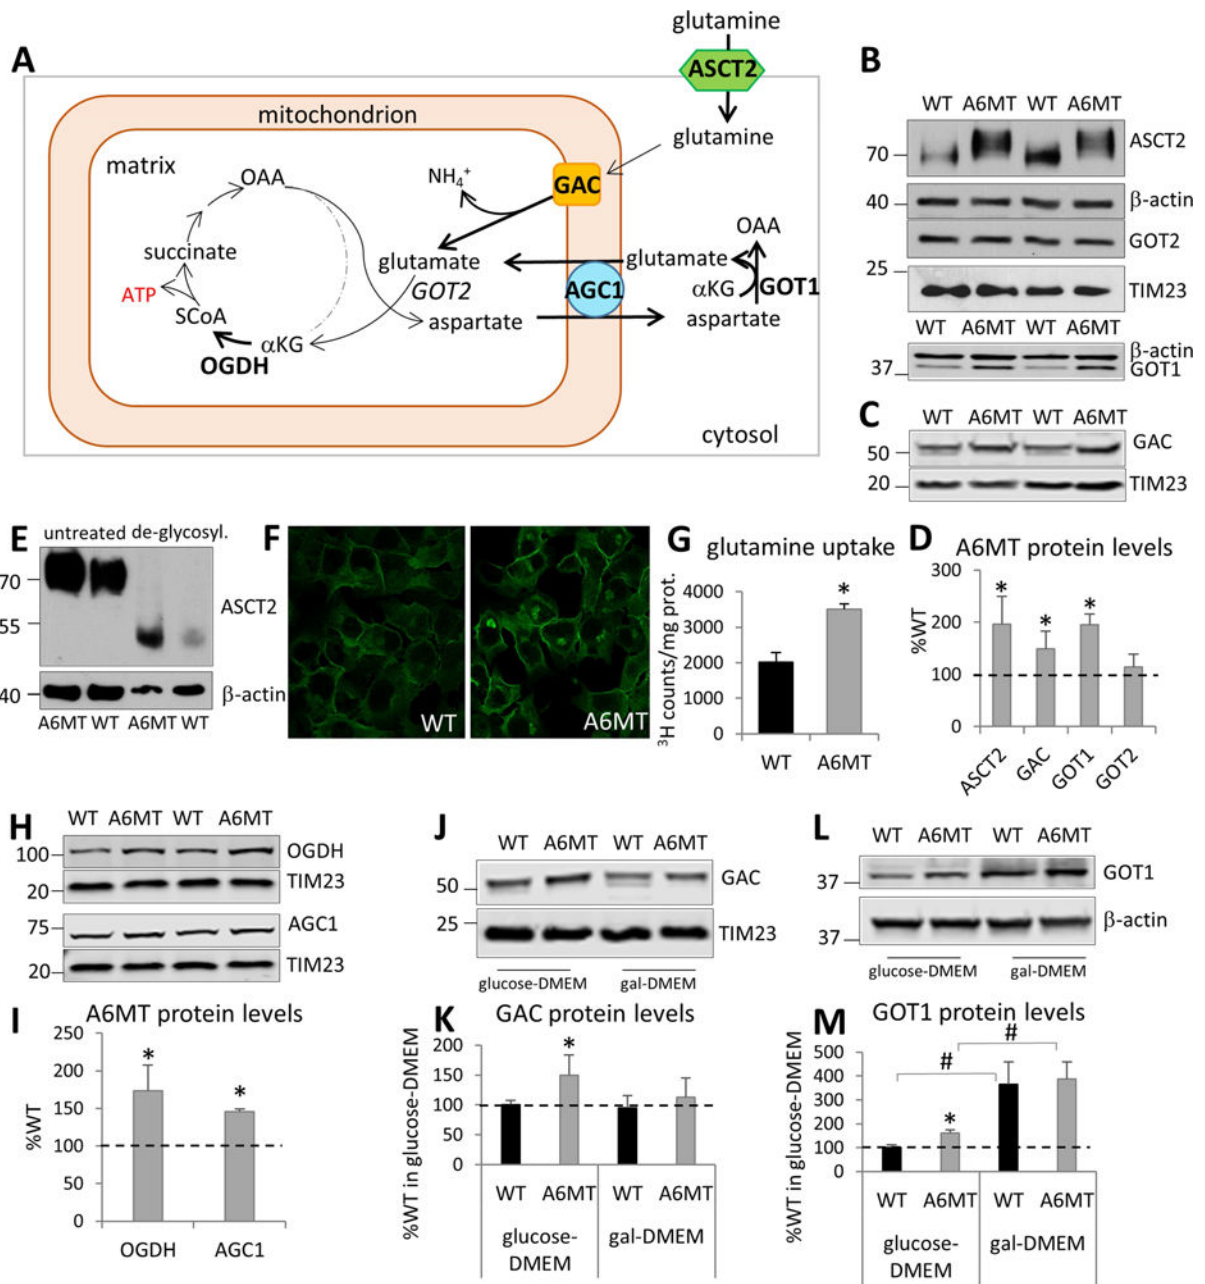 A
glutamine
ASCT2
glutamine
mitochondrion
matrix
OAA
NH₄⁺
GAC
succinate
glutamate
GOT2
ATP
SCoA
αKG
OGDH
aspartate
AGC1
glutamate
OAA
αKG
GOT1
aspartate
cytosol
B
WT A6MT WT A6MT
70
ASCT2
40
β-actin
GOT2
25
TIM23
WT A6MT WT A6MT
β-actin
37
GOT1
C
WT A6MT WT A6MT
50
GAC
20
TIM23
E
untreated de-glycosyl.
70
55
ASCT2
40
β-actin
A6MT WT A6MT WT
F
WT
A6MT
G
glutamine uptake
³H counts/mg prot.
4000
3000
2000
1000
0
*
WT A6MT
D
A6MT protein levels
%WT
300
200
100
0
* * *
ASCT2 GAC GOT1 GOT2
H
WT A6MT WT A6MT
100
OGDH
20
TIM23
75
AGC1
20
TIM23
I
A6MT protein levels
%WT
250
200
150
100
50
0
* *
OGDH AGC1
J
WT A6MT WT A6MT
50
GAC
25
TIM23
glucose-DMEM gal-DMEM
K
GAC protein levels
%WT in glucose-DMEM
200
150
100
50
0
*
WT A6MT WT A6MT
glucose-DMEM gal-DMEM
L
WT A6MT WT A6MT
37
GOT1
37
β-actin
glucose-DMEM gal-DMEM
M
GOT1 protein levels
%WT in glucose-DMEM
500
400
300
200
100
0
# #
*
WT A6MT WT A6MT
glucose-DMEM gal-DMEM